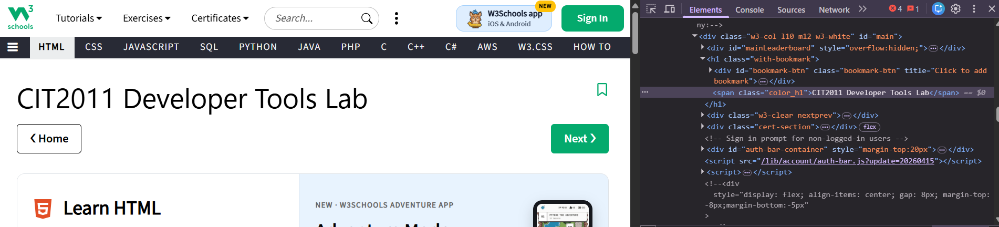 W3 schools
Tutorials Exercises Certificates Search... W3Schools app NEW
iOS & Android
Sign In
HTML CSS JAVASCRIPT SQL PYTHON JAVA PHP C C++ C# AWS W3.CSS HOW TO
CIT2011 Developer Tools Lab
❮ Home
Next ❯
Learn HTML
NEW · W3SCHOOLS ADVENTURE APP
Elements Console Sources Network 4 1
ny:-->
<div class="w3-col l10 m12 w3-white" id="main">
<div id="mainLeaderboard" style="overflow:hidden;">…</div>
<h1 class="with-bookmark">
<div id="bookmark-btn" class="bookmark-btn" title="Click to add
bookmark">…</div>
<span class="color_h1">CIT2011 Developer Tools Lab</span> == $0
</h1>
<div class="w3-clear nextprev">…</div>
<div class="cert-section">…</div> flex
<!-- Sign in prompt for non-logged-in users -->
<div id="auth-bar-container" style="margin-top:20px">…</div>
<script src="/lib/account/auth-bar.js?update=20260415"></script>
<script>…</script>
<!--<div
style="display: flex; align-items: center; gap: 8px; margin-top:
-8px;margin-bottom:-5px"
>